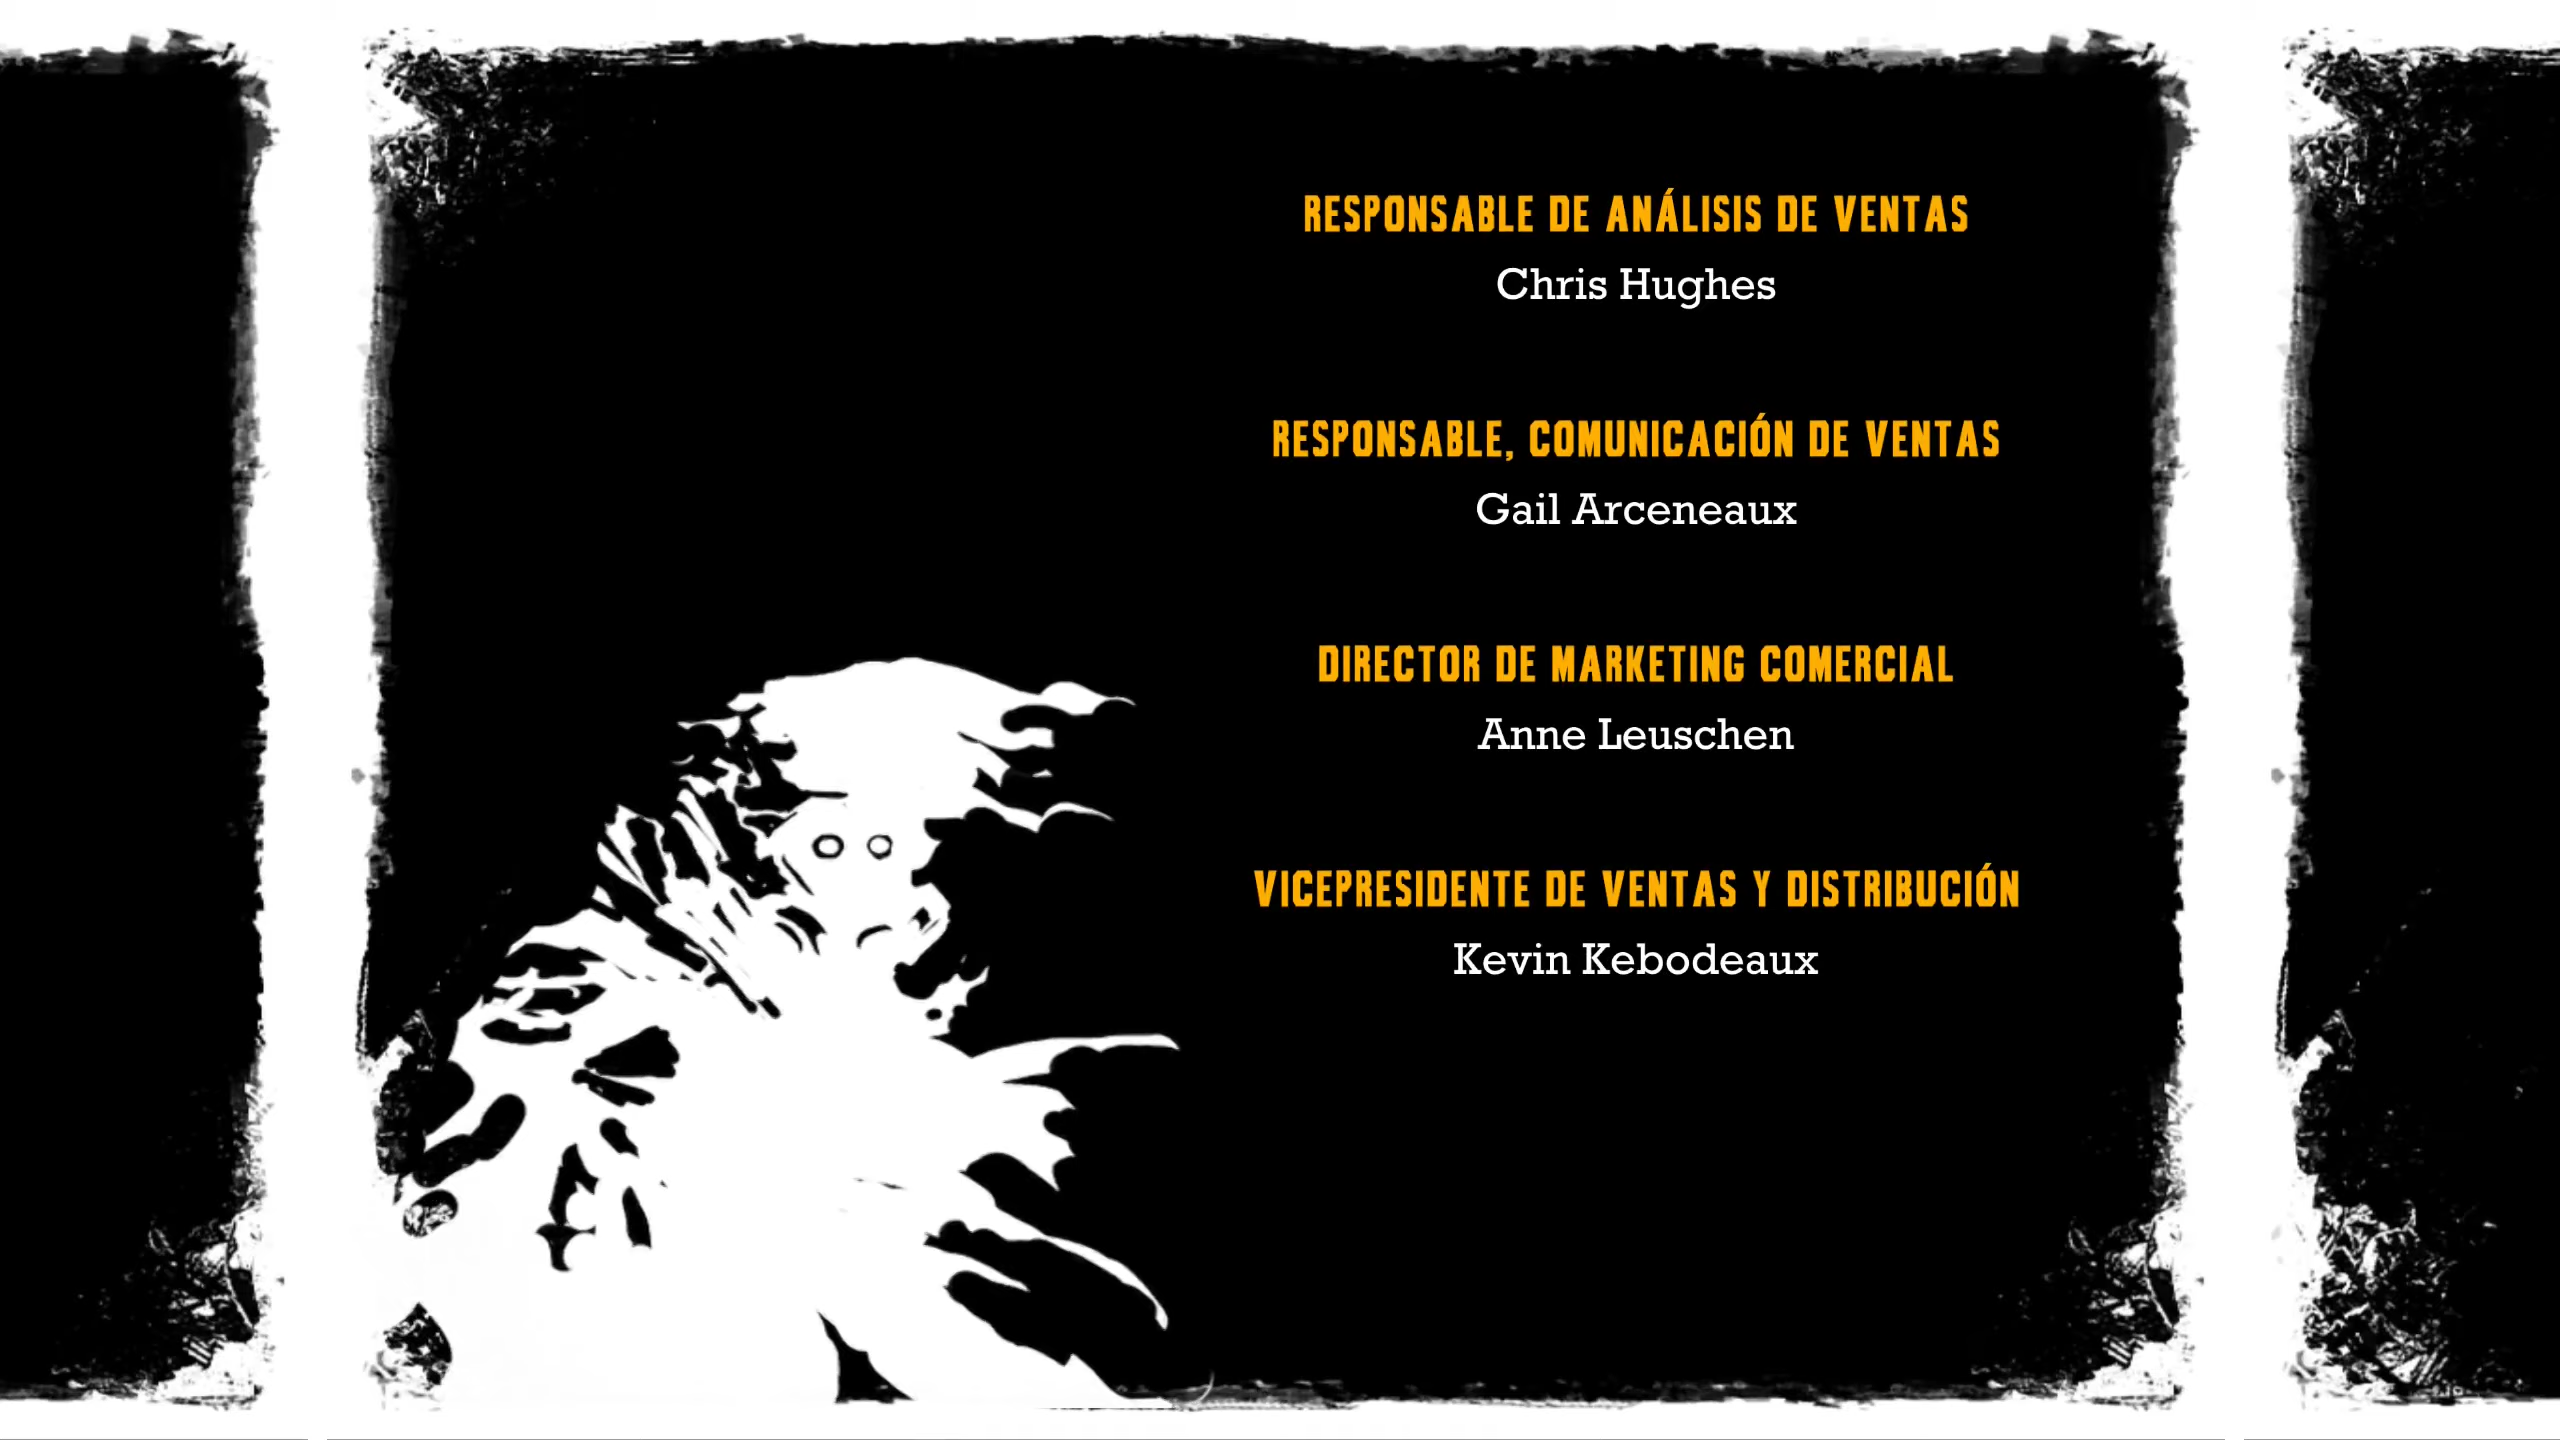 RESPONSABLE DE ANÁLISIS DE VENTAS
Chris Hughes
RESPONSABLE, COMUNICACIÓN DE VENTAS
Gail Arceneaux
DIRECTOR DE MARKETING COMERCIAL
Anne Leuschen
VICEPRESIDENTE DE VENTAS Y DISTRIBUCIÓN
Kevin Kebodeaux